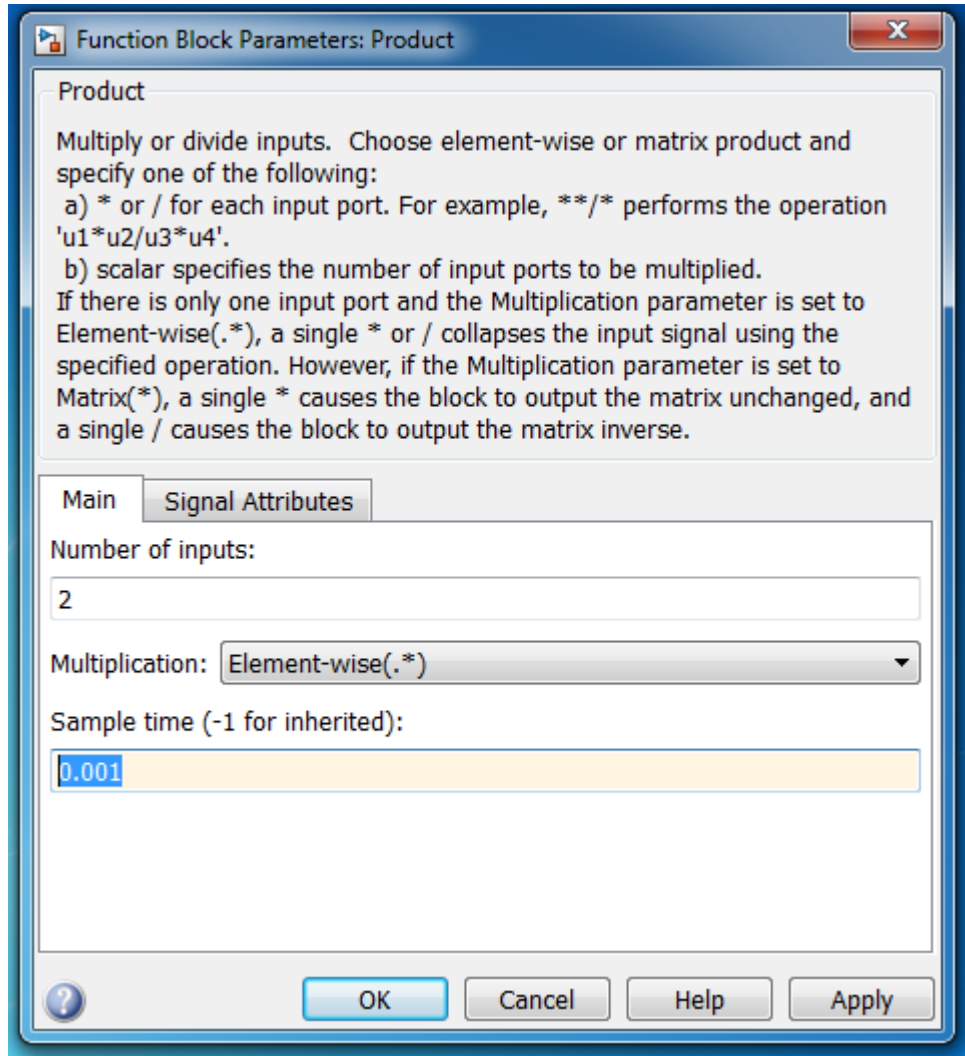 Function Block Parameters: Product
x
Product
Multiply or divide inputs.  Choose element-wise or matrix product and
specify one of the following:
a) * or / for each input port. For example, **/* performs the operation
'u1*u2/u3*u4'.
b) scalar specifies the number of input ports to be multiplied.
If there is only one input port and the Multiplication parameter is set to
Element-wise(.*), a single * or / collapses the input signal using the
specified operation. However, if the Multiplication parameter is set to
Matrix(*), a single * causes the block to output the matrix unchanged, and
a single / causes the block to output the matrix inverse.
Main Signal Attributes
Number of inputs:
2
Multiplication: Element-wise(.*)
Sample time (-1 for inherited):
0.001
? OK Cancel Help Apply